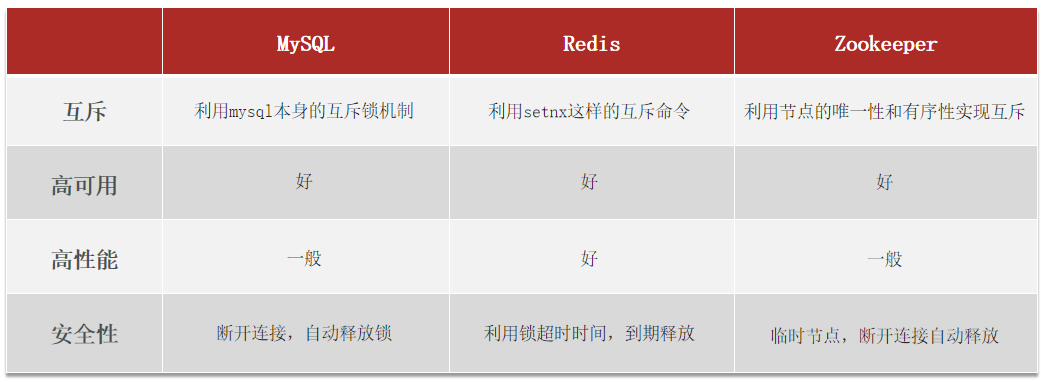 MySQL Redis Zookeeper
互斥 利用mysql本身的互斥锁机制 利用setnx这样的互斥命令 利用节点的唯一性和有序性实现互斥
高可用 好 好 好
高性能 一般 好 一般
安全性 断开连接，自动释放锁 利用锁超时时间，到期释放 临时节点，断开连接自动释放